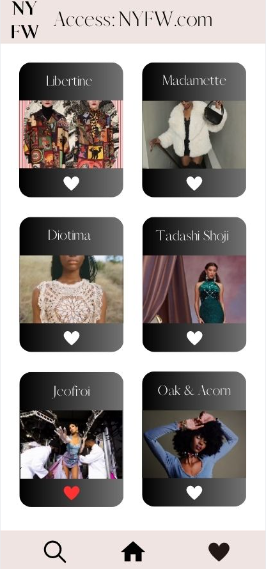 NY
FW
Access: NYFW.com
Libertine
Madamette
Diotima
Tadashi Shoji
Jeofroi
Oak & Acorn